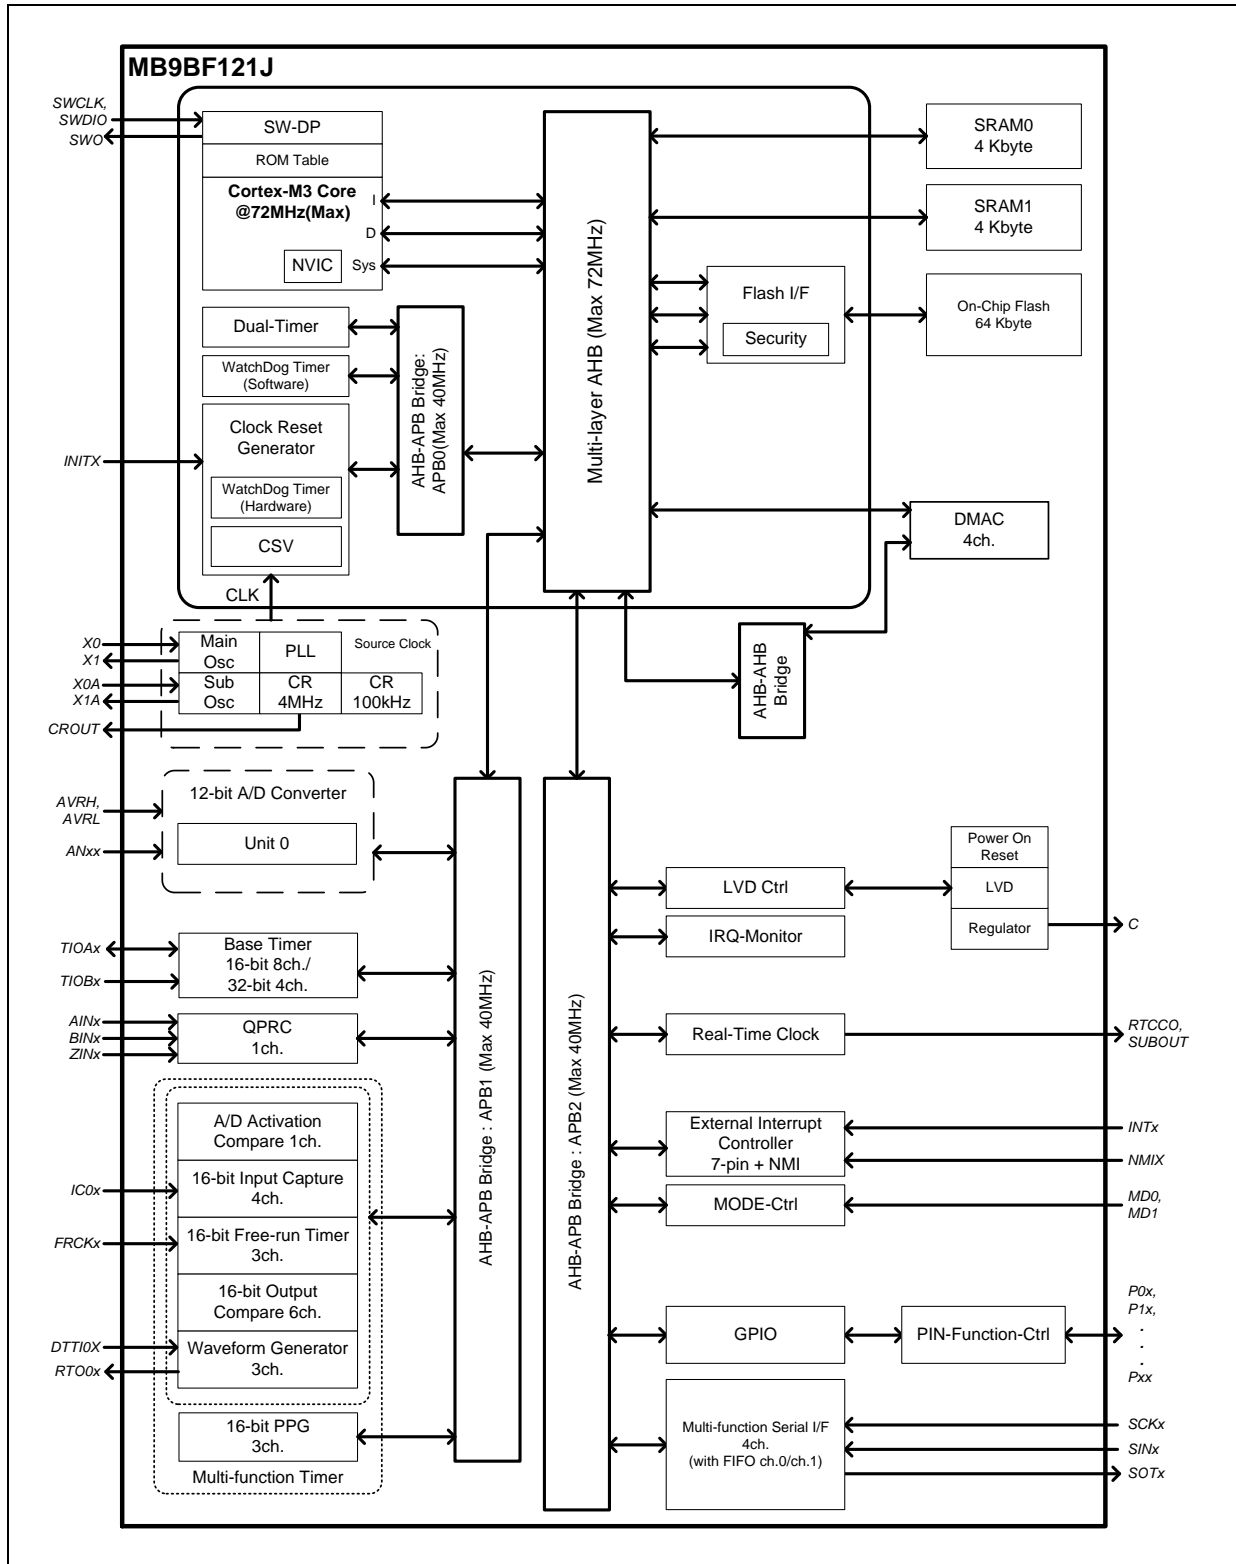 MB9BF121J
SWCLK,
SWDIO
SWO
SW-DP
ROM Table
Cortex-M3 Core
@72MHz(Max)
I
D
Sys
NVIC
Multi-layer AHB (Max 72MHz)
SRAM0
4 Kbyte
SRAM1
4 Kbyte
Flash I/F
Security
On-Chip Flash
64 Kbyte
Dual-Timer
WatchDog Timer
(Software)
AHB-APB Bridge:
APB0(Max 40MHz)
INITX
Clock Reset
Generator
WatchDog Timer
(Hardware)
CSV
DMAC
4ch.
CLK
AHB-AHB
Bridge
X0
X1
X0A
X1A
CROUT
Main
Osc
PLL
Source Clock
Sub
Osc
CR
4MHz
CR
100kHz
AVRH,
AVRL
ANxx
12-bit A/D Converter
Unit 0
TIOAx
TIOBx
Base Timer
16-bit 8ch./
32-bit 4ch.
AINx
BINx
ZINx
QPRC
1ch.
AHB-APB Bridge : APB1 (Max 40MHz)
AHB-APB Bridge : APB2 (Max 40MHz)
IC0x
FRCKx
DTTI0X
RTO0x
A/D Activation
Compare 1ch.
16-bit Input Capture
4ch.
16-bit Free-run Timer
3ch.
16-bit Output
Compare 6ch.
Waveform Generator
3ch.
16-bit PPG
3ch.
Multi-function Timer
LVD Ctrl
Power On
Reset
LVD
Regulator
C
IRQ-Monitor
Real-Time Clock
RTCCO,
SUBOUT
External Interrupt
Controller
7-pin + NMI
INTx
NMIX
MODE-Ctrl
MD0,
MD1
GPIO
PIN-Function-Ctrl
P0x,
P1x,
.
.
.
Pxx
Multi-function Serial I/F
4ch.
(with FIFO ch.0/ch.1)
SCKx
SINx
SOTx